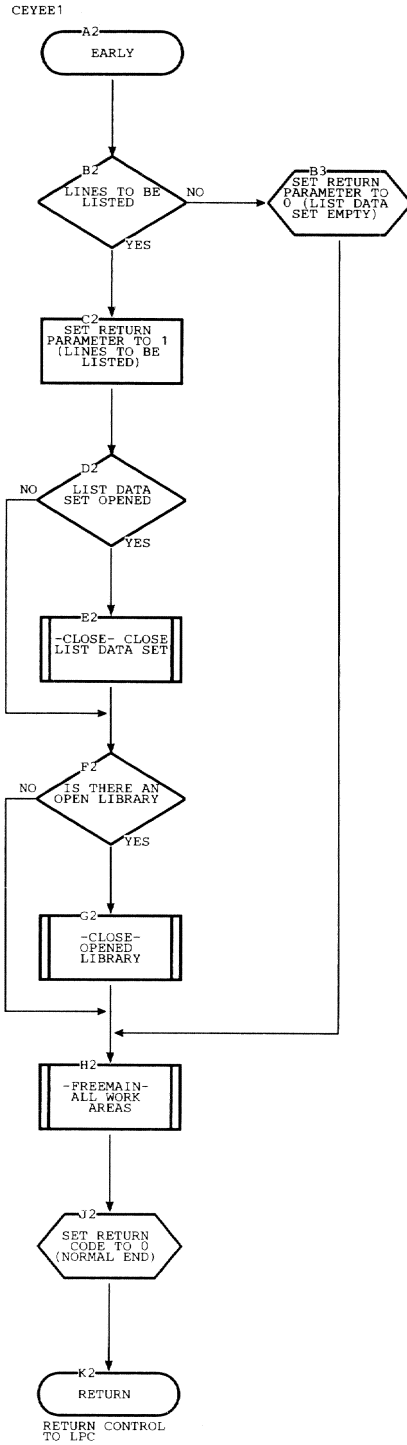 CEYEE1
A2
EARLY
B2
LINES TO BE
LISTED
NO
YES
B3
SET RETURN
PARAMETER TO
0 (LIST DATA
SET EMPTY)
C2
SET RETURN
PARAMETER TO 1
(LINES TO BE
LISTED)
D2
LIST DATA
SET OPENED
NO
YES
E2
-CLOSE- CLOSE
LIST DATA SET
F2
IS THERE AN
OPEN LIBRARY
NO
YES
G2
-CLOSE-
OPENED
LIBRARY
H2
-FREEMAIN-
ALL WORK
AREAS
J2
SET RETURN
CODE TO 0
(NORMAL END)
K2
RETURN
RETURN CONTROL
TO LPC